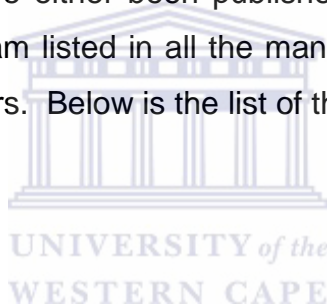 e either been publishe
am listed in all the man
rs. Below is the list of th
UNIVERSITY of the
WESTERN CAPE